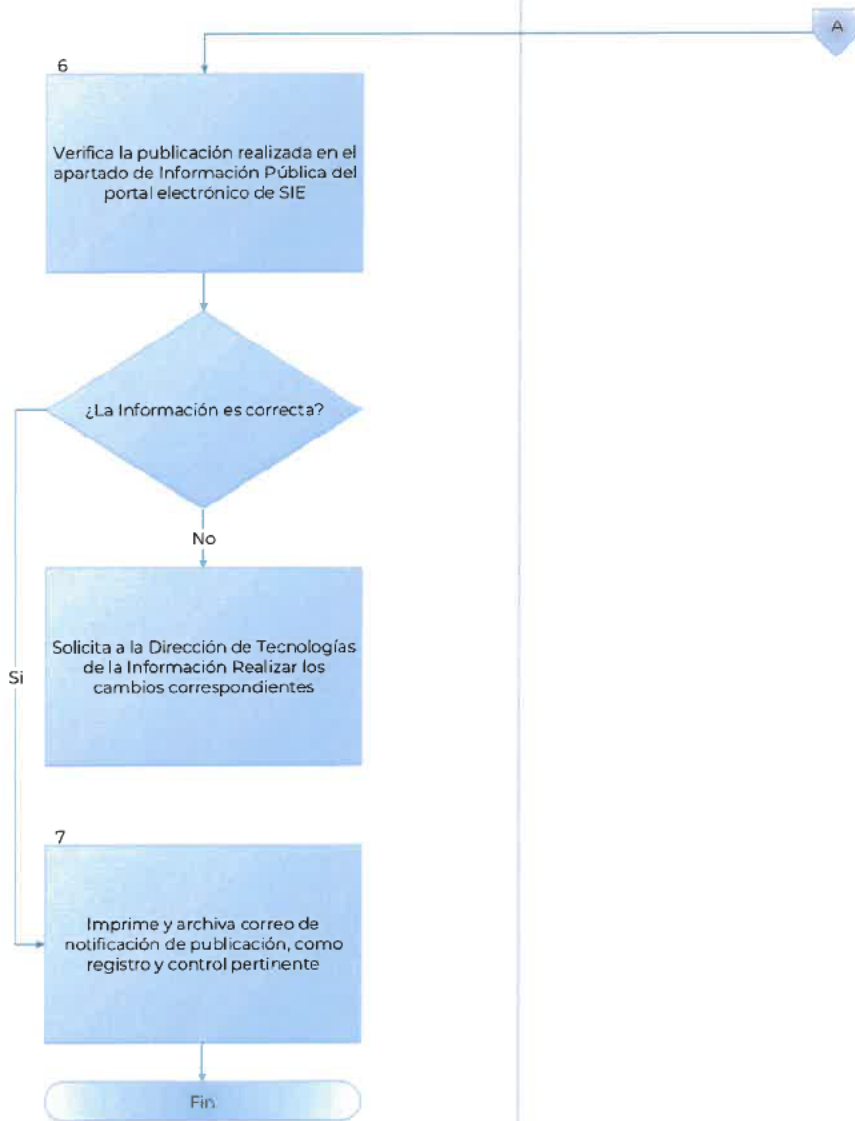 A
6
Verifica la publicación realizada en el
apartado de Información Pública del
portal electrónico de SIE
¿La Información es correcta?
No
Solicita a la Dirección de Tecnologías
de la Información Realizar los
cambios correspondientes
Si
7
Imprime y archiva correo de
notificación de publicación, como
registro y control pertinente
Fin